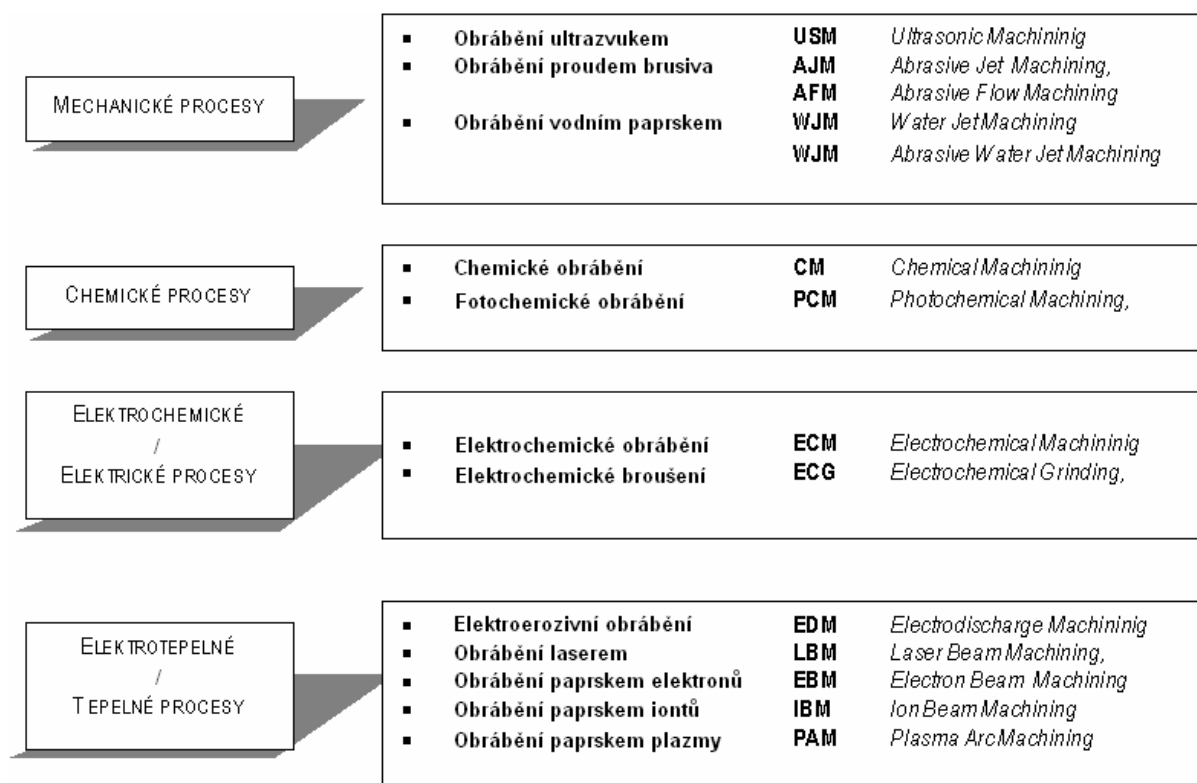 MECHANICKÉ PROCESY
▪ Obrábění ultrazvukem USM Ultrasonic Machininig
▪ Obrábění proudem brusiva AJM Abrasive Jet Machining,
AFM Abrasive Flow Machining
▪ Obrábění vodním paprskem WJM Water Jet Machining
WJM Abrasive Water Jet Machining
CHEMICKÉ PROCESY
▪ Chemické obrábění CM Chemical Machininig
▪ Fotochemické obrábění PCM Photochemical Machining,
ELEKTROCHEMICKÉ
/
ELEKTRICKÉ PROCESY
▪ Elektrochemické obrábění ECM Electrochemical Machininig
▪ Elektrochemické broušení ECG Electrochemical Grinding,
ELEKTROTEPELNÉ
/
TEPELNÉ PROCESY
▪ Elektroerozivní obrábění EDM Electrodischarge Machininig
▪ Obrábění laserem LBM Laser Beam Machining,
▪ Obrábění paprskem elektronů EBM Electron Beam Machining
▪ Obrábění paprskem iontů IBM Ion Beam Machining
▪ Obrábění paprskem plazmy PAM Plasma Arc Machining